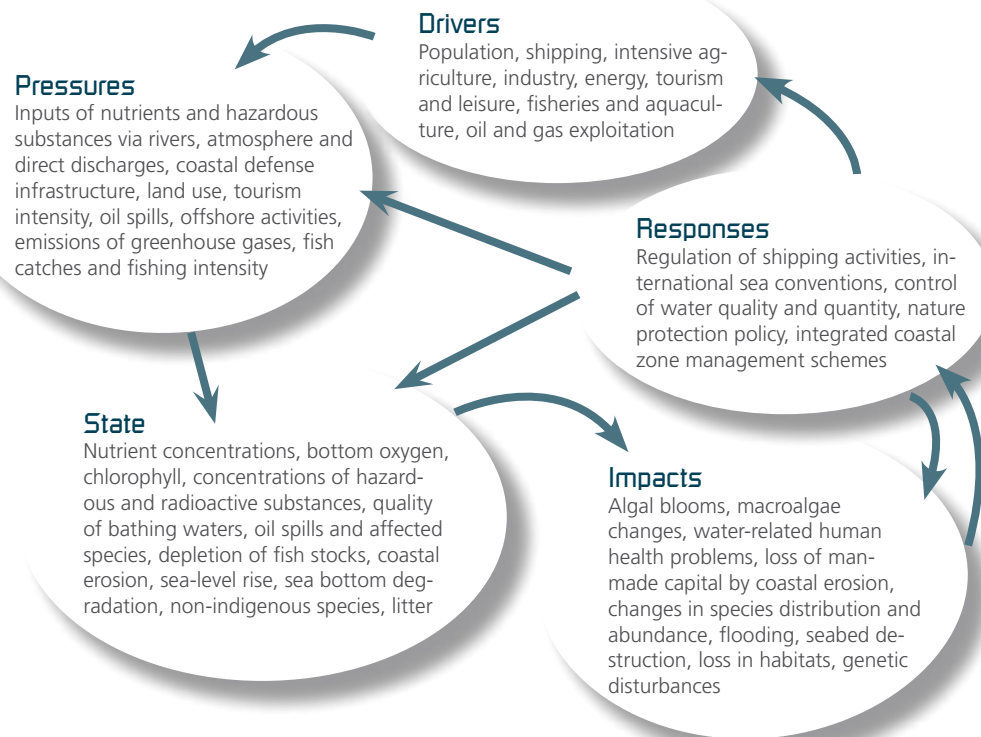 Drivers
Population, shipping, intensive ag-
riculture, industry, energy, tourism
and leisure, fisheries and aquacul-
ture, oil and gas exploitation
Pressures
Inputs of nutrients and hazardous
substances via rivers, atmosphere and
direct discharges, coastal defense
infrastructure, land use, tourism
intensity, oil spills, offshore activities,
emissions of greenhouse gases, fish
catches and fishing intensity
Responses
Regulation of shipping activities, in-
ternational sea conventions, control
of water quality and quantity, nature
protection policy, integrated coastal
zone management schemes
State
Nutrient concentrations, bottom oxygen,
chlorophyll, concentrations of hazard-
ous and radioactive substances, quality
of bathing waters, oil spills and affected
species, depletion of fish stocks, coastal
erosion, sea-level rise, sea bottom deg-
radation, non-indigenous species, litter
Impacts
Algal blooms, macroalgae
changes, water-related human
health problems, loss of man-
made capital by coastal erosion,
changes in species distribution and
abundance, flooding, seabed de-
struction, loss in habitats, genetic
disturbances